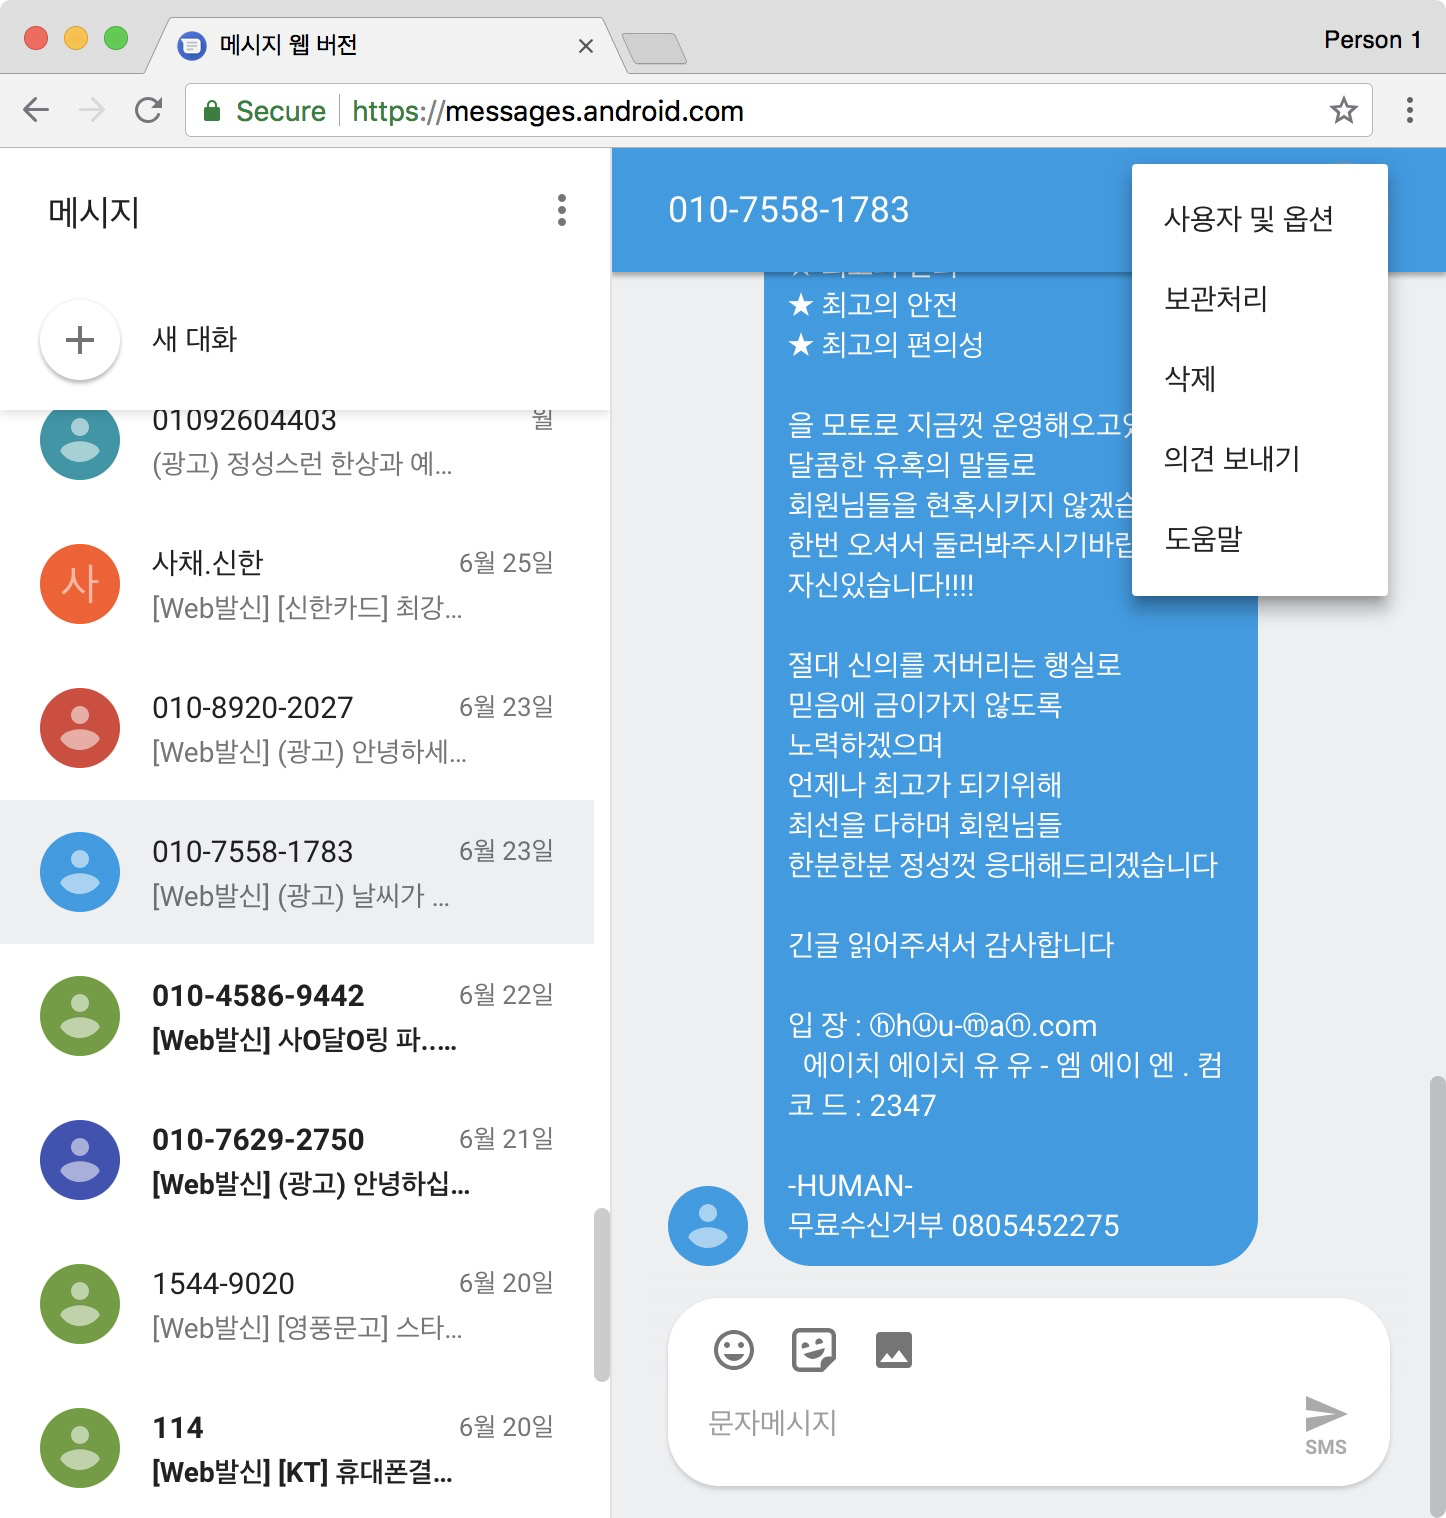 메시지 웹 버전
Person 1
Secure
https://messages.android.com
메시지
새 대화
01092604403
월
(광고) 정성스런 한상과 예...
사
사채.신한
6월 25일
[Web발신] [신한카드] 최강...
010-8920-2027
6월 23일
[Web발신] (광고) 안녕하세...
010-7558-1783
6월 23일
[Web발신] (광고) 날씨가 ...
010-4586-9442
6월 22일
[Web발신] 사O달O링 파.....
010-7629-2750
6월 21일
[Web발신] (광고) 안녕하십...
1544-9020
6월 20일
[Web발신] [영풍문고] 스타...
114
6월 20일
[Web발신] [KT] 휴대폰결...
010-7558-1783
★ 최고의
★ 최고의 안전
★ 최고의 편의성
을 모토로 지금껏 운영해오고
달콤한 유혹의 말들로
회원님들을 현혹시키지 않겠습
한번 오셔서 둘러봐주시기바랍
자신있습니다!!!!
절대 신의를 저버리는 행실로
믿음에 금이가지 않도록
노력하겠으며
언제나 최고가 되기위해
최선을 다하며 회원님들
한분한분 정성껏 응대해드리겠습니다
긴글 읽어주셔서 감사합니다
입 장 : ⓗhⓤu-ⓜaⓝ.com
에이치 에이치 유 유 - 엠 에이 엔 . 컴
코 드 : 2347
-HUMAN-
무료수신거부 0805452275
사용자 및 옵션
보관처리
삭제
의견 보내기
도움말
문자메시지
SMS